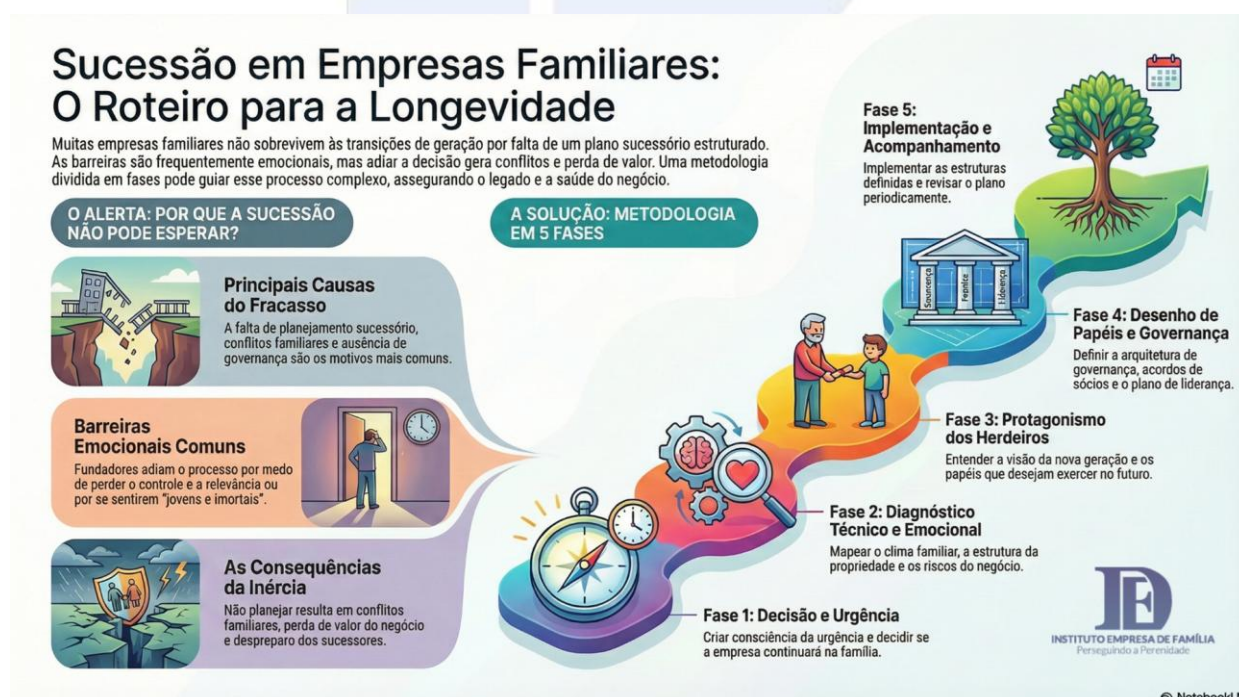 Sucessão em Empresas Familiares:
O Roteiro para a Longevidade
Muitas empresas familiares não sobrevivem às transições de geração por falta de um plano sucessório estruturado.
As barreiras são frequentemente emocionais, mas adiar a decisão gera conflitos e perda de valor. Uma metodologia
dividida em fases pode guiar esse processo complexo, assegurando o legado e a saúde do negócio.
O ALERTA: POR QUE A SUCESSÃO
NÃO PODE ESPERAR?
Principais Causas
do Fracasso
A falta de planejamento sucessório,
conflitos familiares e ausência de
governança são os motivos mais comuns.
Barreiras
Emocionais Comuns
Fundadores adiam o processo por medo
de perder o controle e a relevância ou
por se sentirem "jovens e imortais".
As Consequências
da Inércia
Não planejar resulta em conflitos
familiares, perda de valor do negócio
e despreparo dos sucessores.
A SOLUÇÃO: METODOLOGIA
EM 5 FASES
Fase 1: Decisão e Urgência
Criar consciência da urgência e decidir se
a empresa continuará na família.
Fase 2: Diagnóstico
Técnico e Emocional
Mapear o clima familiar, a estrutura da
propriedade e os riscos do negócio.
Fase 3: Protagonismo
dos Herdeiros
Entender a visão da nova geração e os
papéis que desejam exercer no futuro.
Fase 4: Desenho de
Papéis e Governança
Definir a arquitetura de
governança, acordos de
sócios e o plano de liderança.
Fase 5:
Implementação e
Acompanhamento
Implementar as estruturas
definidas e revisar o plano
periodicamente.
INSTITUTO EMPRESA DE FAMÍLIA
Perseguindo a Perenidade